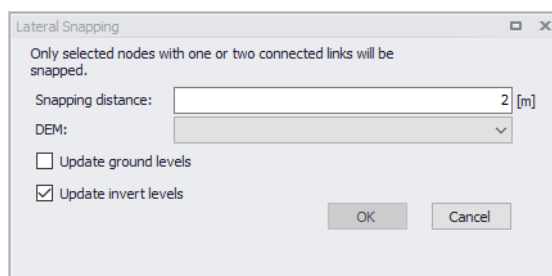 Lateral Snapping
Only selected nodes with one or two connected links will be
snapped.
Snapping distance: 2 [m]
DEM:
Update ground levels
Update invert levels
OK Cancel